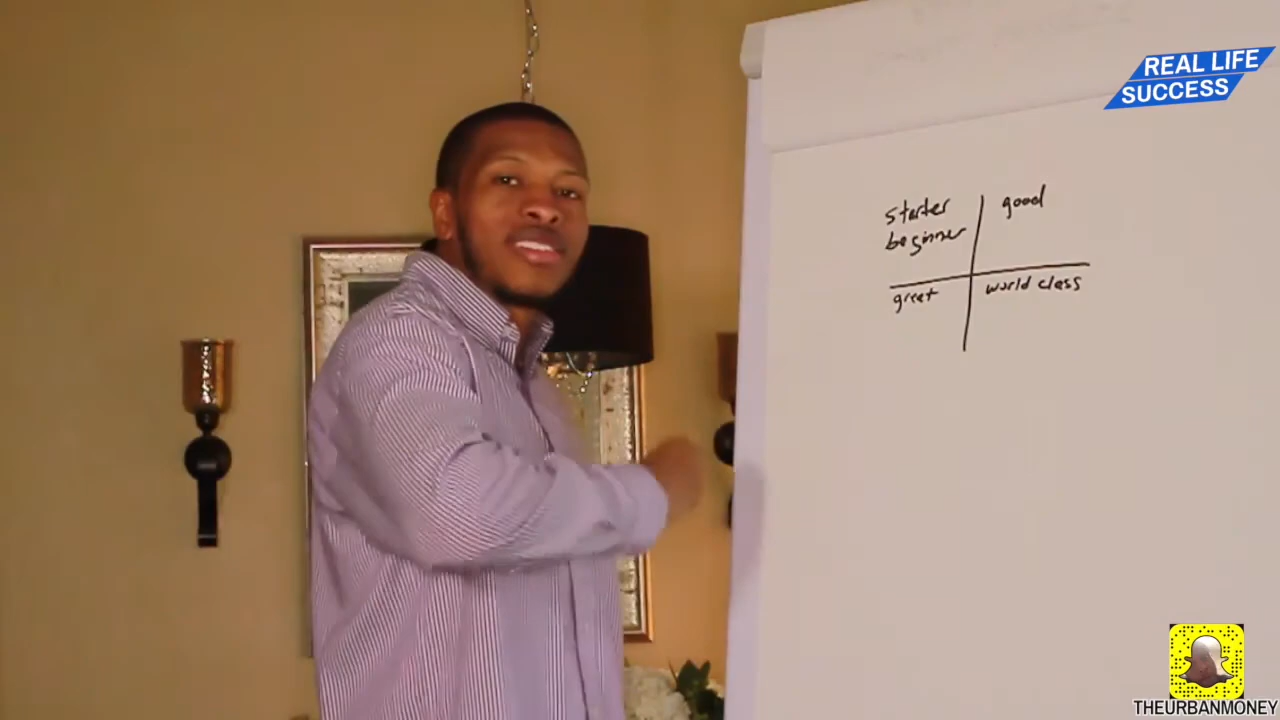 REAL LIFE
SUCCESS
starter
beginner
good
great
world class
THEURBANMONEY